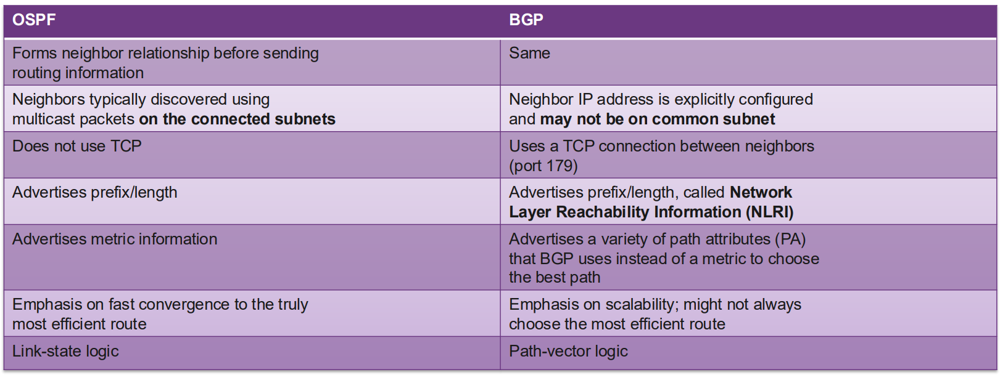 OSPF
BGP
Forms neighbor relationship before sending
routing information
Same
Neighbors typically discovered using
multicast packets on the connected subnets
Neighbor IP address is explicitly configured
and may not be on common subnet
Does not use TCP
Uses a TCP connection between neighbors
(port 179)
Advertises prefix/length
Advertises prefix/length, called Network
Layer Reachability Information (NLRI)
Advertises metric information
Advertises a variety of path attributes (PA)
that BGP uses instead of a metric to choose
the best path
Emphasis on fast convergence to the truly
most efficient route
Emphasis on scalability; might not always
choose the most efficient route
Link-state logic
Path-vector logic